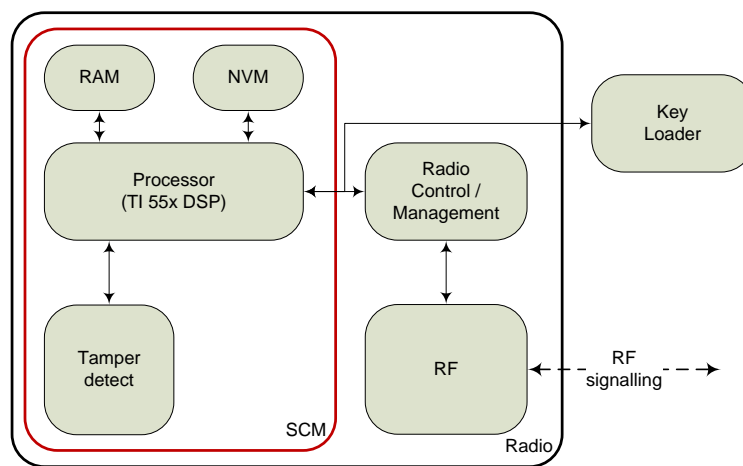 RAM
NVM
Key
Loader
Processor
(TI 55x DSP)
Radio
Control /
Management
Tamper
detect
RF
RF
signalling
SCM
Radio